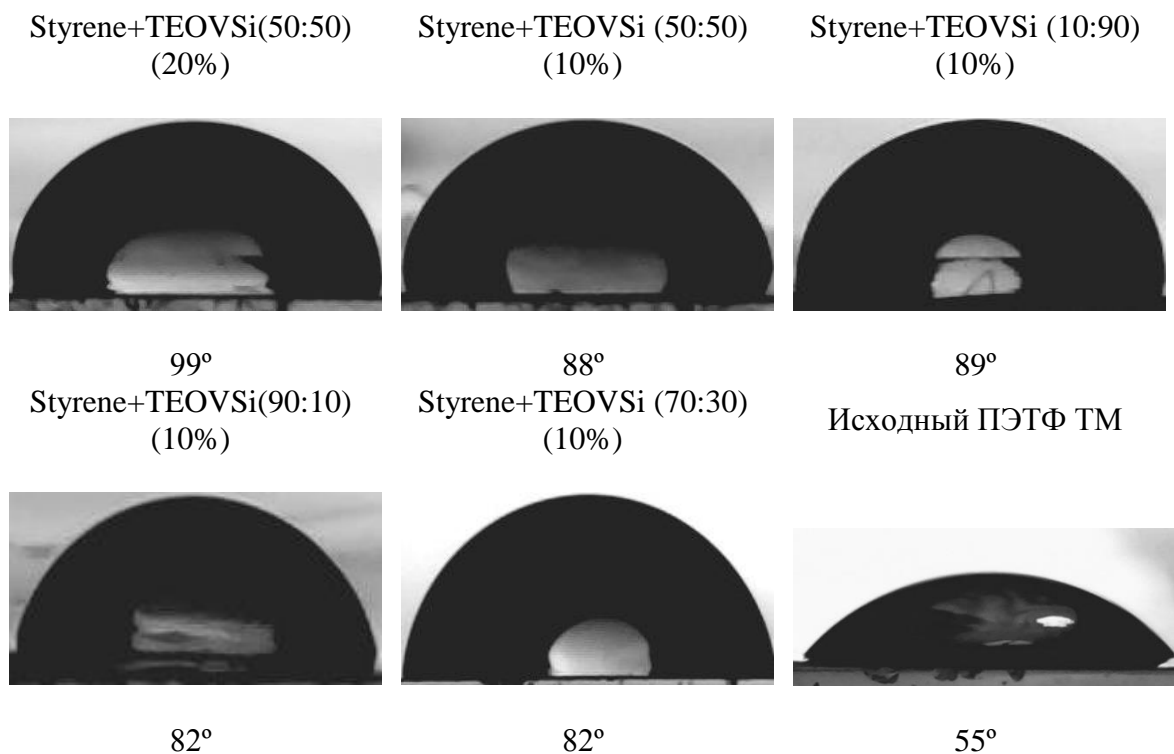 Styrene+TEOVSi(50:50)
(20%)
Styrene+TEOVSi (50:50)
(10%)
Styrene+TEOVSi (10:90)
(10%)
99º
88º
89º
Styrene+TEOVSi(90:10)
(10%)
Styrene+TEOVSi (70:30)
(10%)
Исходный ПЭТФ ТМ
82º
82º
55º